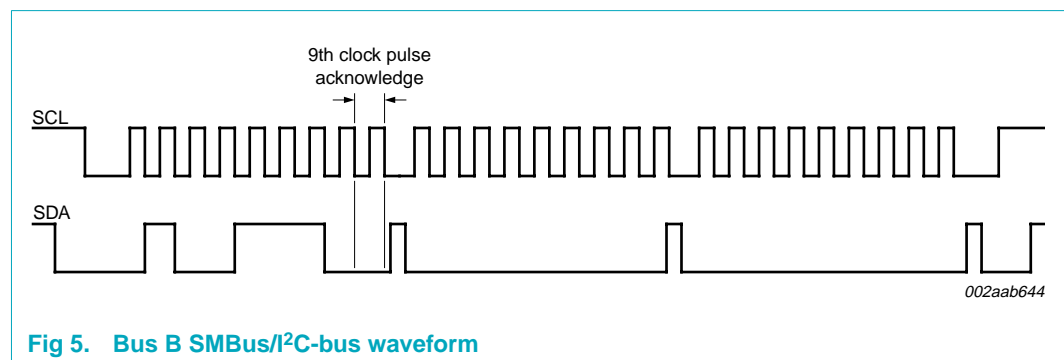 9th clock pulse
acknowledge
SCL
SDA
002aab644
Fig 5. Bus B SMBus/I²C-bus waveform